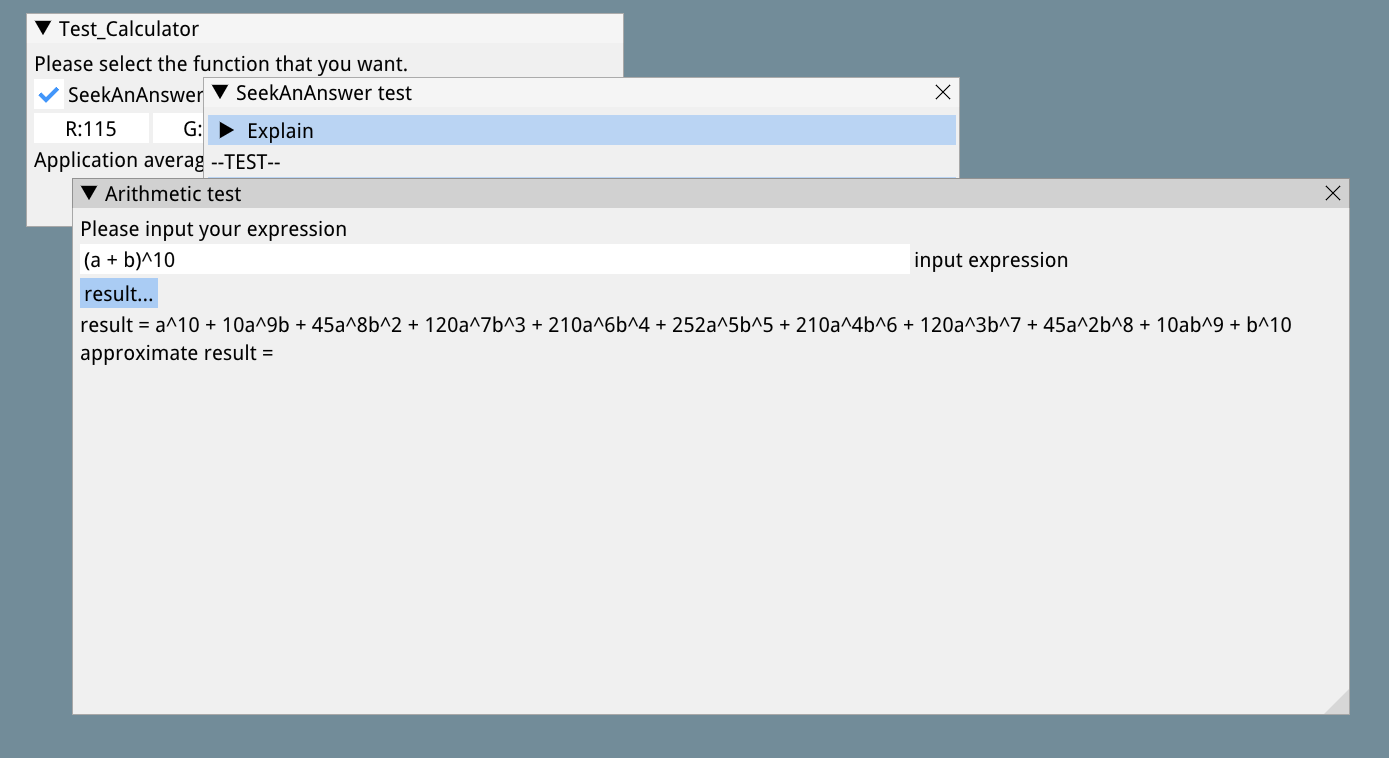 Test_Calculator
Please select the function that you want.
SeekAnAnswer
R:115 G:
Application
SeekAnAnswer test
Explain
--TEST--
Arithmetic test
Please input your expression
(a + b)^10 input expression
result...
result = a^10 + 10a^9b + 45a^8b^2 + 120a^7b^3 + 210a^6b^4 + 252a^5b^5 + 210a^4b^6 + 120a^3b^7 + 45a^2b^8 + 10ab^9 + b^10
approximate result =